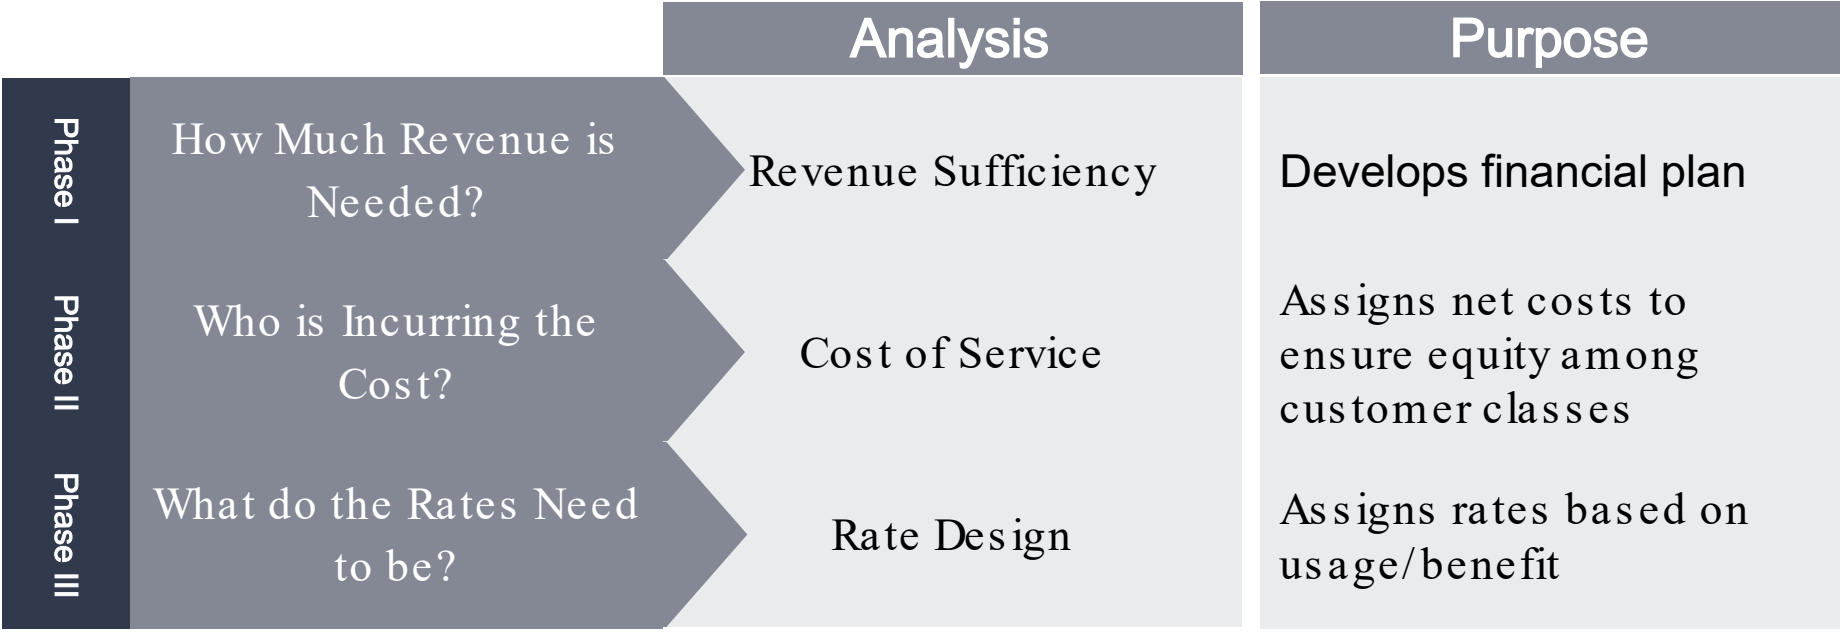 Analysis
Purpose
Phase I
How Much Revenue is
Needed?
Revenue Sufficiency
Develops financial plan
Phase II
Who is Incurring the
Cost?
Cost of Service
Assigns net costs to
ensure equity among
customer classes
Phase III
What do the Rates Need
to be?
Rate Design
Assigns rates based on
usage/benefit